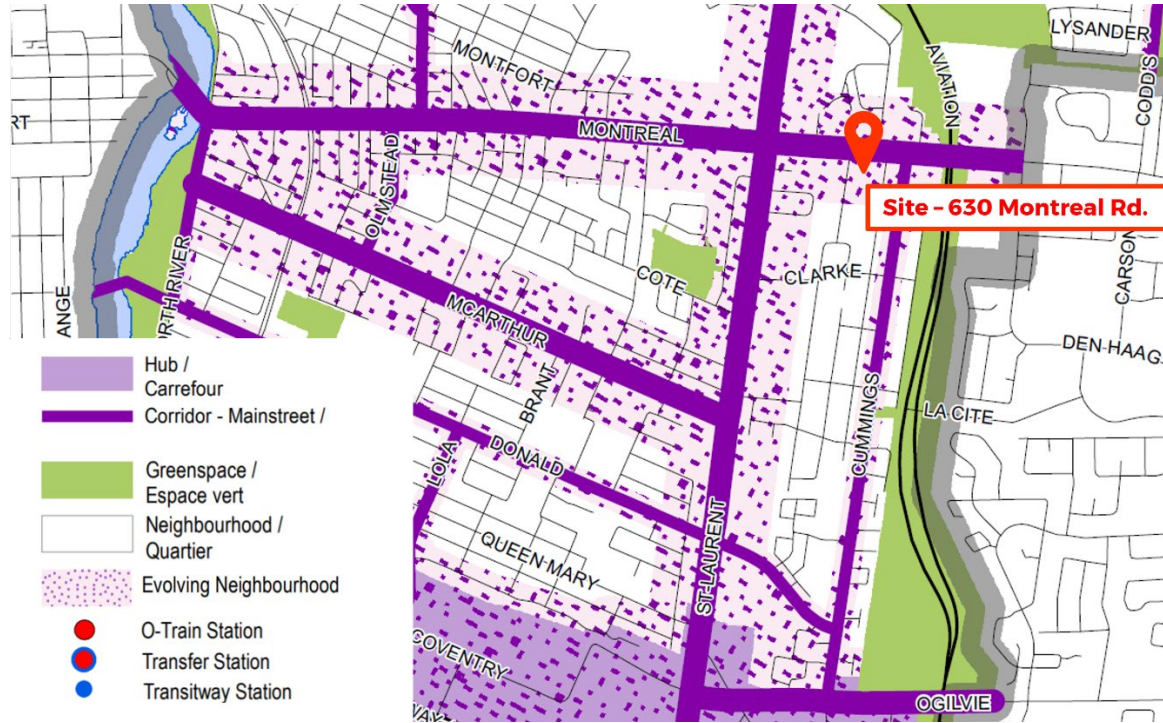 LYSANDER
MONTFORT
AVIATION
CODD'S
RT
MONTREAL
OLMSTEAD
Site – 630 Montreal Rd.
COTE
CLARKE
CARSON
ANGE
ORTH RIVER
MCARTHUR
DEN HAAG
BRANT
CUMMINGS
LA CITE
LOLA
DONALD
ST-LAURENT
QUEEN MARY
COVENTRY
OGILVIE
Hub /
Carrefour
Corridor - Mainstreet /
Greenspace /
Espace vert
Neighbourhood /
Quartier
Evolving Neighbourhood
O-Train Station
Transfer Station
Transitway Station